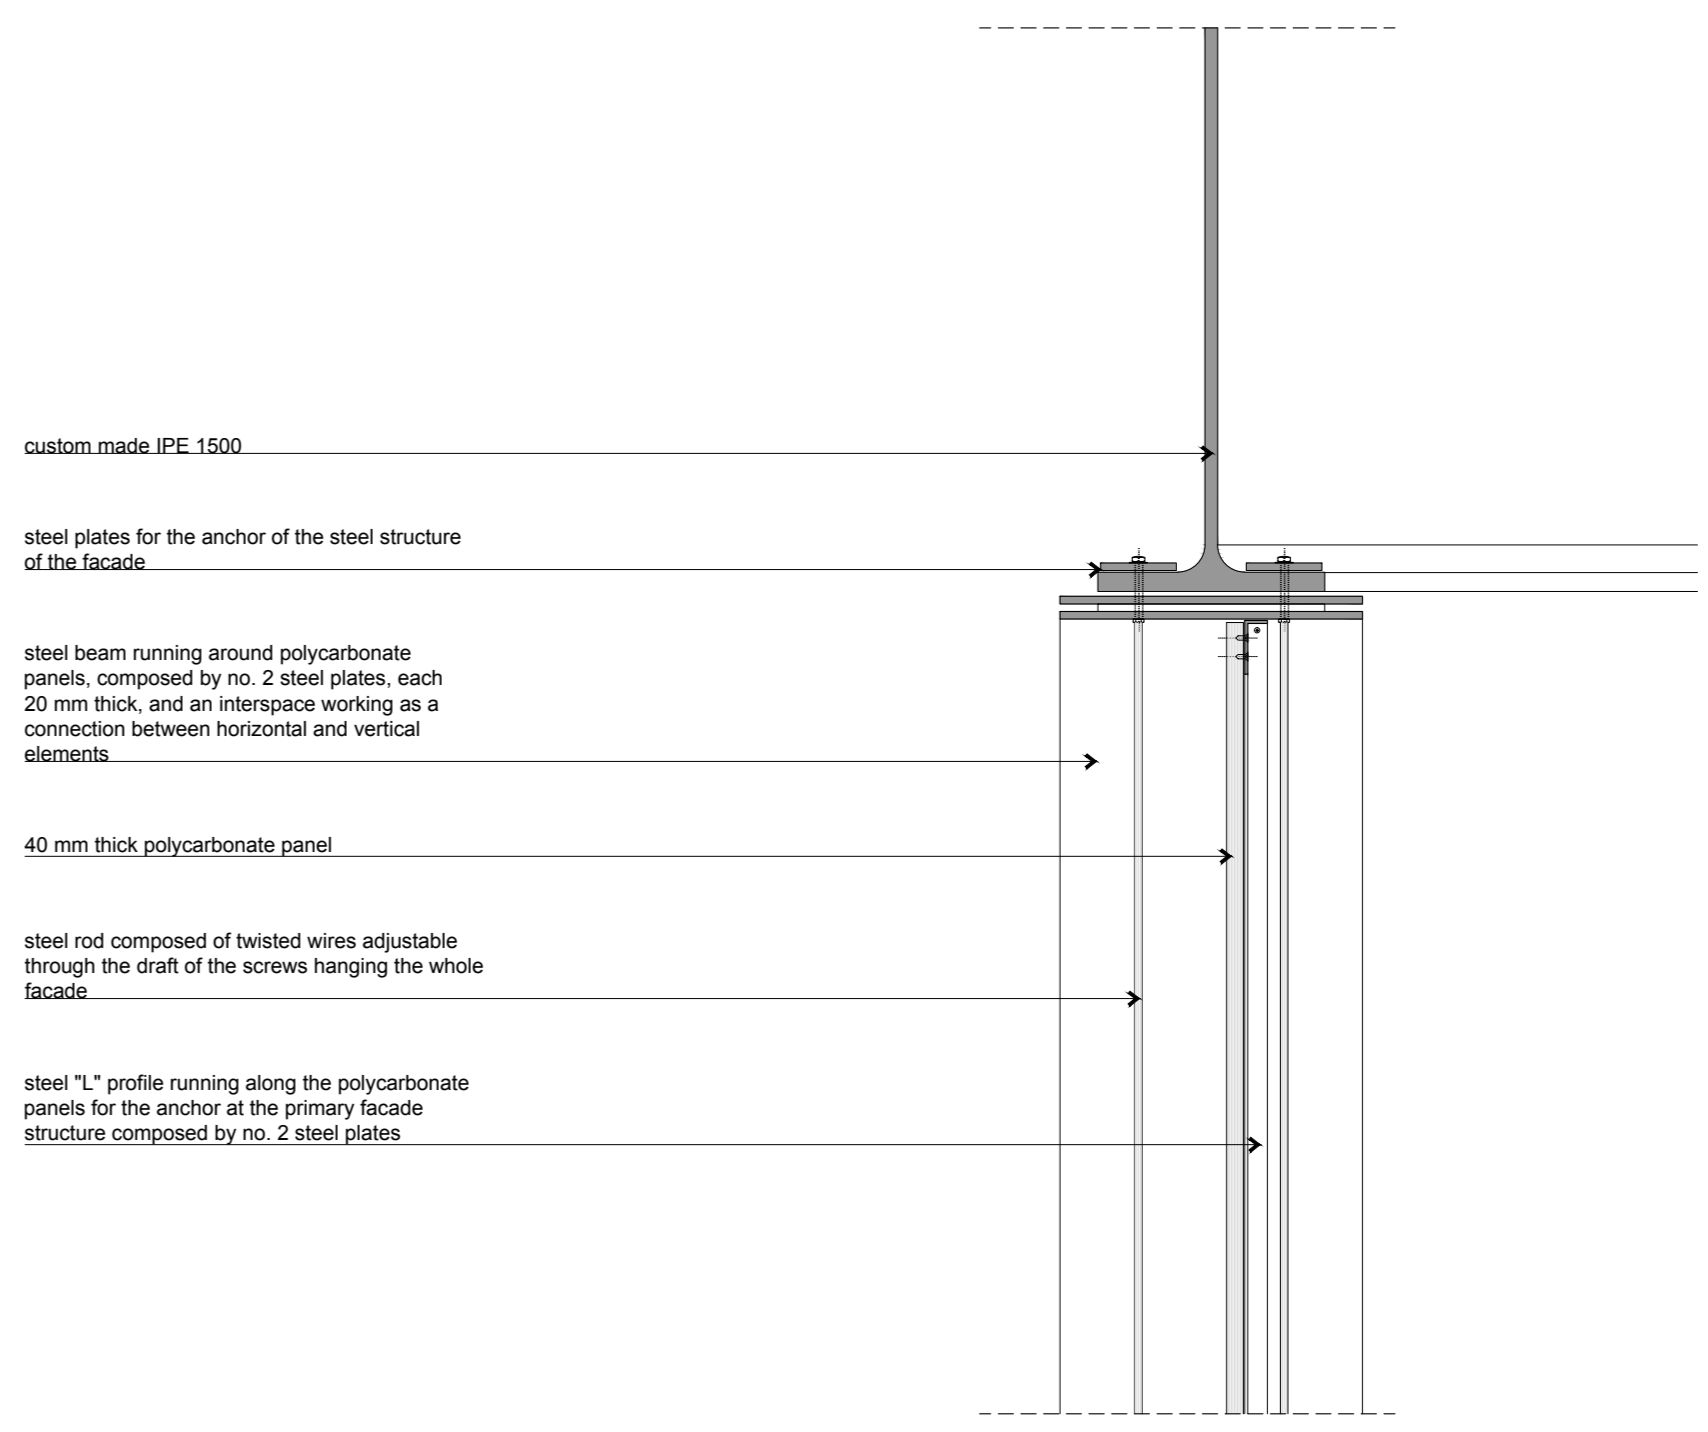 custom made IPE 1500
steel plates for the anchor of the steel structure
of the facade
steel beam running around polycarbonate
panels, composed by no. 2 steel plates, each
20 mm thick, and an interspace working as a
connection between horizontal and vertical
elements
40 mm thick polycarbonate panel
steel rod composed of twisted wires adjustable
through the draft of the screws hanging the whole
facade
steel "L" profile running along the polycarbonate
panels for the anchor at the primary facade
structure composed by no. 2 steel plates